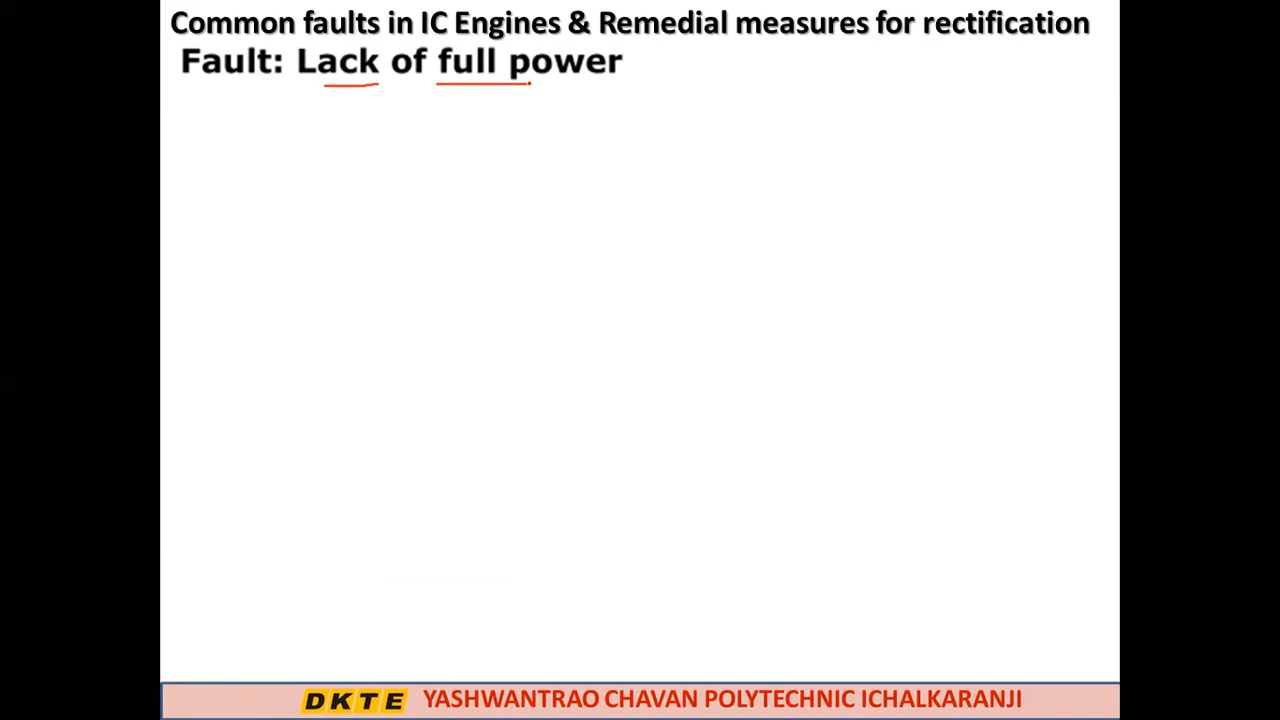 Common faults in IC Engines & Remedial measures for rectification
Fault: Lack of full power
DKTE YASHWANTRAO CHAVAN POLYTECHNIC ICHALKARANJI